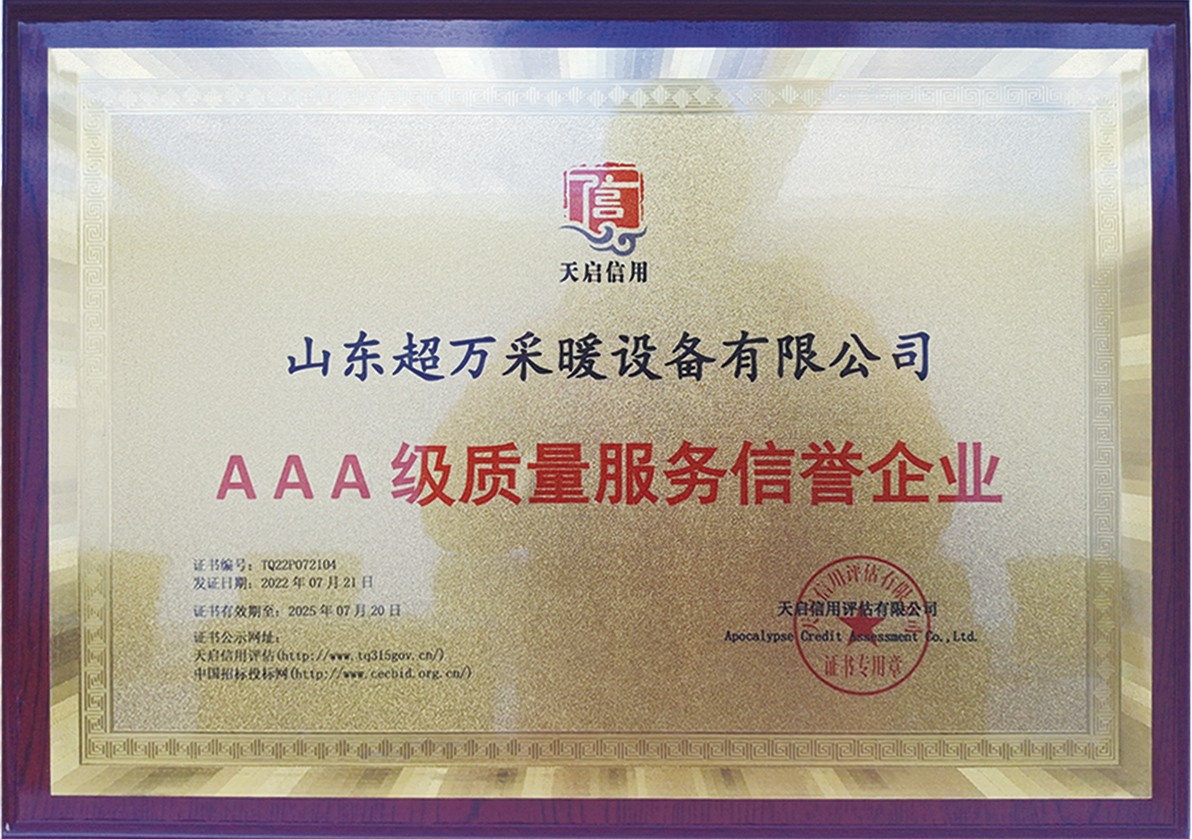 信
天启信用
山东超万采暖设备有限公司
AAA级质量服务信誉企业
证书编号：TQ22P072104
发证日期：2022年07月21日
证书有效期至：2025年07月20日
证书公示网址：
天启信用评估(http://www.tq315gov.cn/)
中国招标投标网(http://www.cecbid.org.cn/)
天启信用评估有限公司
Apocalypse Credit Assessment Co.,Ltd.
信用评估有限
证书专用章